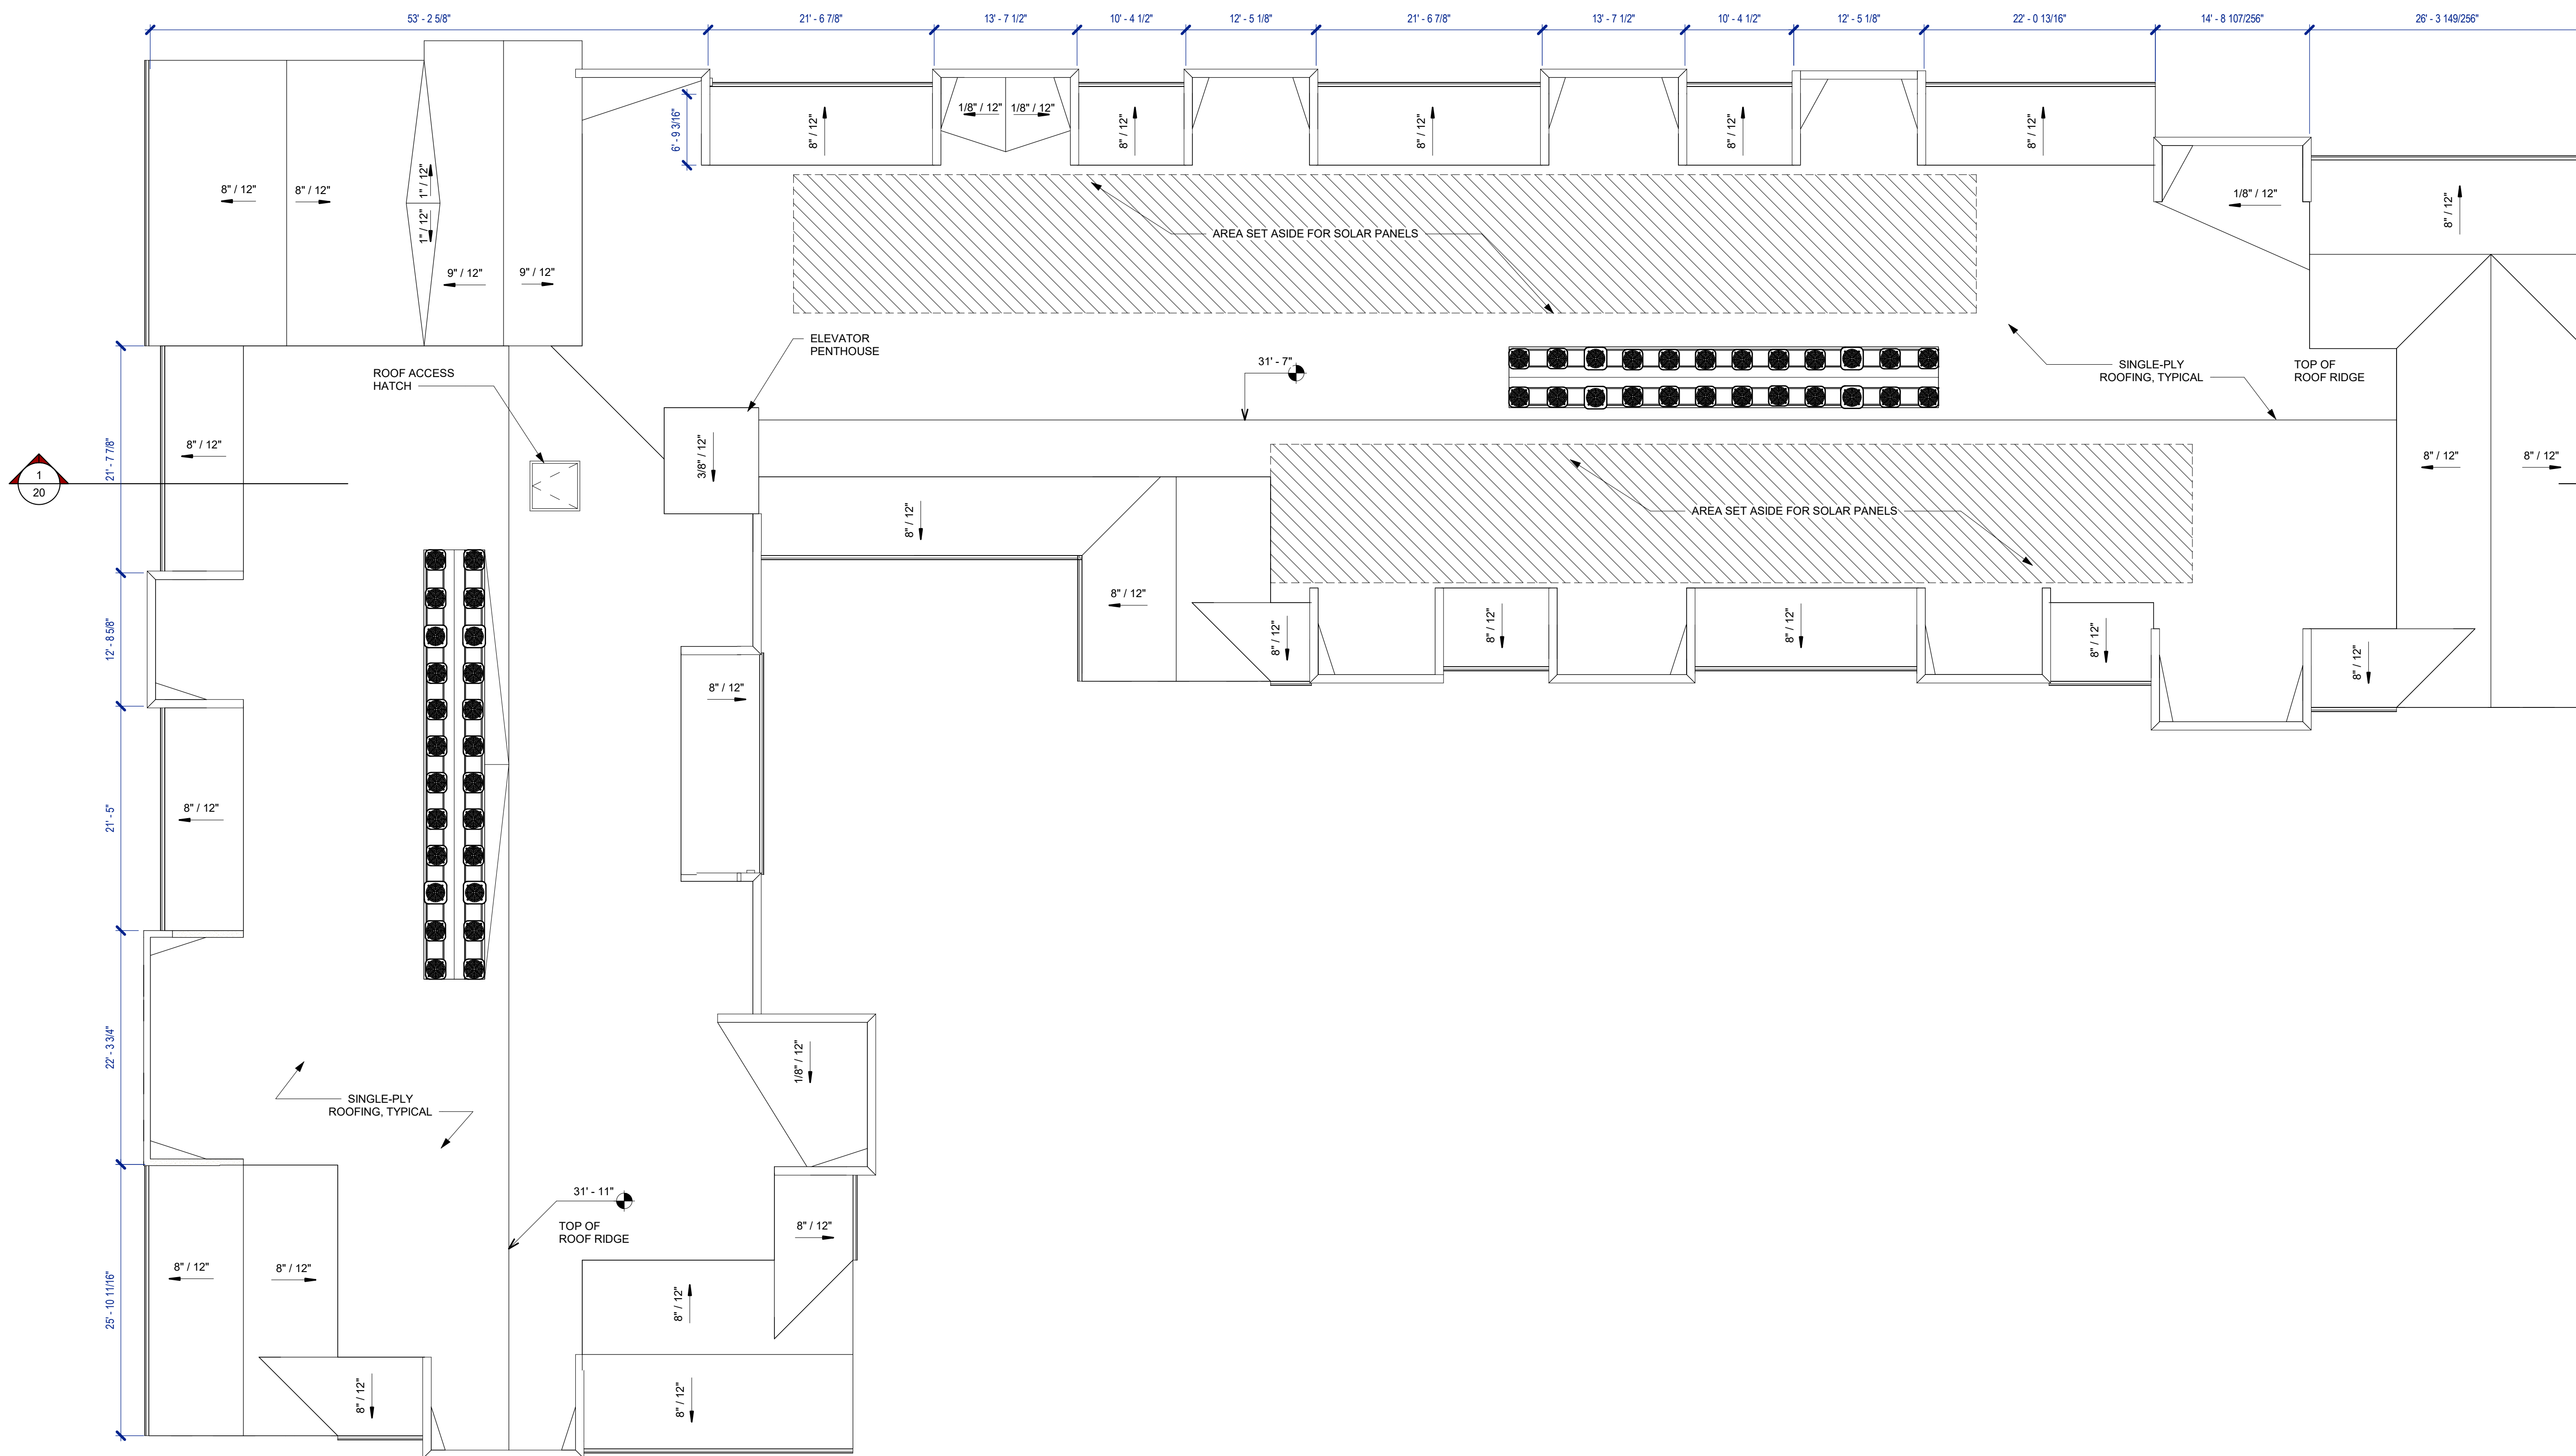 53' - 2 5/8"
21' - 6 7/8"
13' - 7 1/2"
10' - 4 1/2"
12' - 5 1/8"
21' - 6 7/8"
13' - 7 1/2"
10' - 4 1/2"
12' - 5 1/8"
22' - 0 13/16"
14' - 8 107/256"
26' - 3 149/256"
6' - 9 3/16"
8" / 12"
1/8" / 12"
1/8" / 12"
8" / 12"
8" / 12"
8" / 12"
8" / 12"
8" / 12"
8" / 12"
1" / 12"
1" / 12"
9" / 12"
9" / 12"
1/8" / 12"
8" / 12"
AREA SET ASIDE FOR SOLAR PANELS
ELEVATOR
PENTHOUSE
ROOF ACCESS
HATCH
31' - 7"
SINGLE-PLY
ROOFING, TYPICAL
TOP OF
ROOF RIDGE
21' - 7 7/8"
8" / 12"
3/8" / 12"
8" / 12"
8" / 12"
8" / 12"
1
20
AREA SET ASIDE FOR SOLAR PANELS
8" / 12"
8" / 12"
8" / 12"
8" / 12"
8" / 12"
8" / 12"
12' - 8 5/8"
8" / 12"
21' - 5"
8" / 12"
22' - 3 3/4"
1/8" / 12"
SINGLE-PLY
ROOFING, TYPICAL
31' - 11"
TOP OF
ROOF RIDGE
8" / 12"
25' - 10 11/16"
8" / 12"
8" / 12"
8" / 12"
8" / 12"
8" / 12"